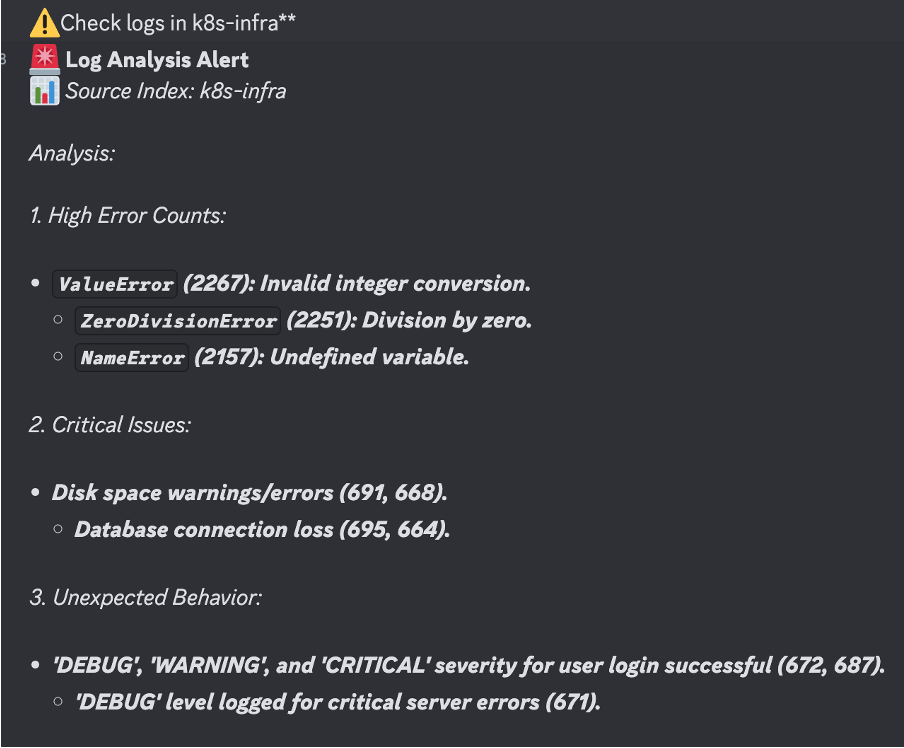 ⚠️Check logs in k8s-infra**
🚨 Log Analysis Alert
📊 Source Index: k8s-infra
Analysis:
1. High Error Counts:
• ValueError (2267): Invalid integer conversion.
○ ZeroDivisionError (2251): Division by zero.
○ NameError (2157): Undefined variable.
2. Critical Issues:
• Disk space warnings/errors (691, 668).
○ Database connection loss (695, 664).
3. Unexpected Behavior:
• 'DEBUG', 'WARNING', and 'CRITICAL' severity for user login successful (672, 687).
○ 'DEBUG' level logged for critical server errors (671).